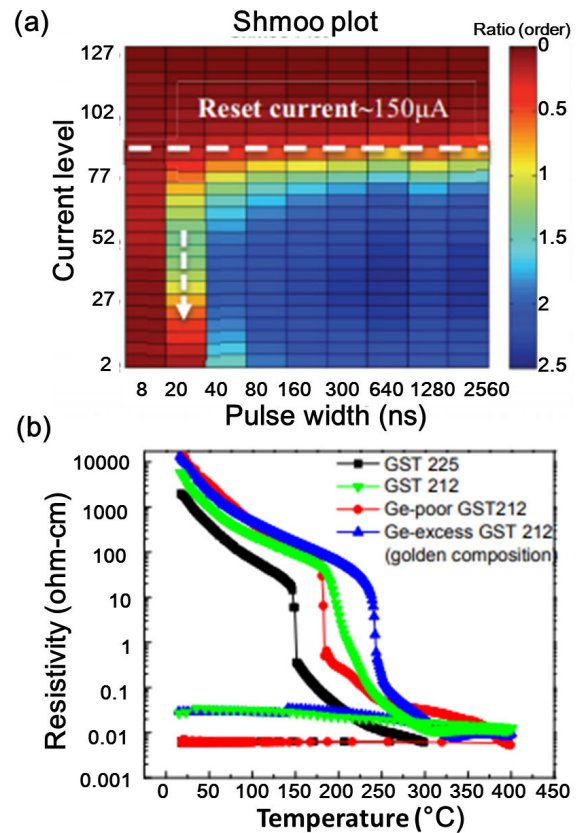 (a)
Shmoo plot
Ratio (order)
Current level
127
102
77
52
27
2
Reset current~150μA
0
0.5
1.0
1.5
2
2.5
8 20 40 80 160 300 640 1280 2560
Pulse width (ns)
(b)
Resistivity (ohm-cm)
10000
1000
100
10
1
0.1
0.01
0.001
GST 225
GST 212
Ge-poor GST212
Ge-excess GST 212
(golden composition)
0 50 100 150 200 250 300 350 400 450
Temperature (°C)